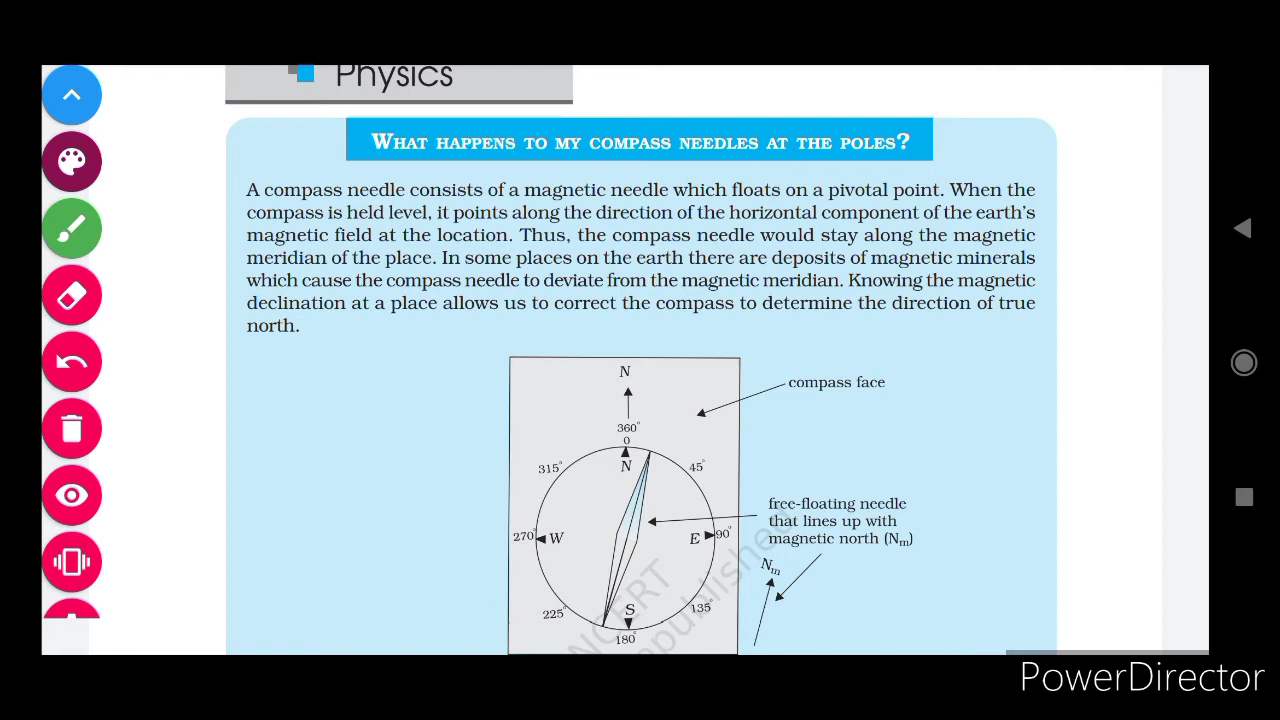 Physics
WHAT HAPPENS TO MY COMPASS NEEDLES AT THE POLES?
A compass needle consists of a magnetic needle which floats on a pivotal point. When the
compass is held level, it points along the direction of the horizontal component of the earth's
magnetic field at the location. Thus, the compass needle would stay along the magnetic
meridian of the place. In some places on the earth there are deposits of magnetic minerals
which cause the compass needle to deviate from the magnetic meridian. Knowing the magnetic
declination at a place allows us to correct the compass to determine the direction of true
north.
N
compass face
360°
0
N
315°
45°
free-floating needle
that lines up with
magnetic north (Nm)
270°
W
E
90°
Nm
225°
S
135°
180°
NCERT
republished
PowerDirector